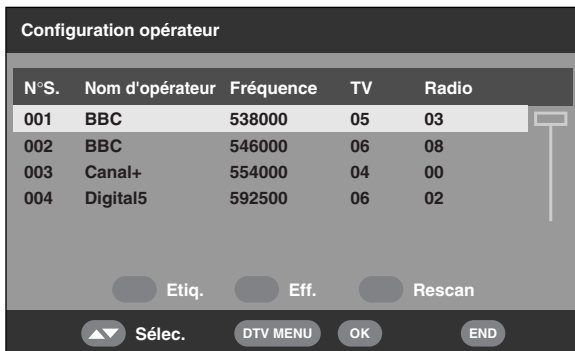 Configuration opérateur
N°S. Nom d'opérateur Fréquence TV Radio
001 BBC 538000 05 03
002 BBC 546000 06 08
003 Canal+ 554000 04 00
004 Digital5 592500 06 02
Etiq. Eff. Rescan
Sélec. DTV MENU OK END